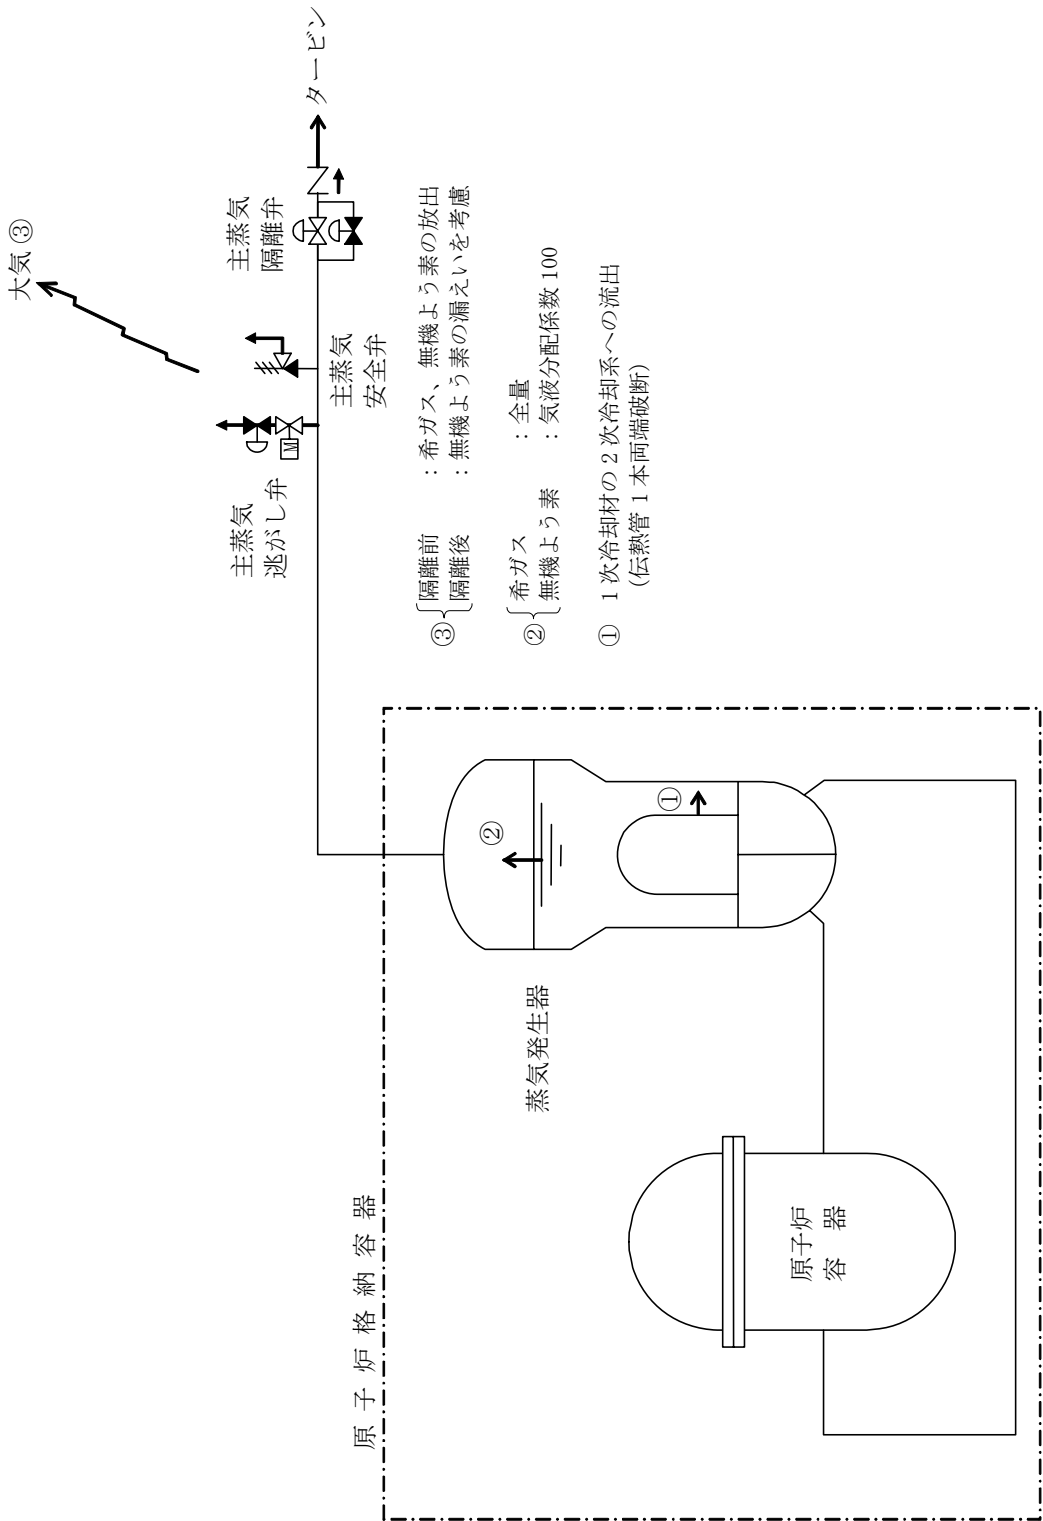 大気③
タービン
主蒸気
隔離弁
主蒸気
安全弁
主蒸気
逃がし弁
M
③ 隔離前 :希ガス、無機よう素の放出
隔離後 :無機よう素の漏えいを考慮
② 希ガス :全量
無機よう素 :気液分配係数100
① 1次冷却材の2次冷却系への流出
(伝熱管1本両端破断)
原子炉格納容器
②
①
蒸気発生器
原子炉
容器